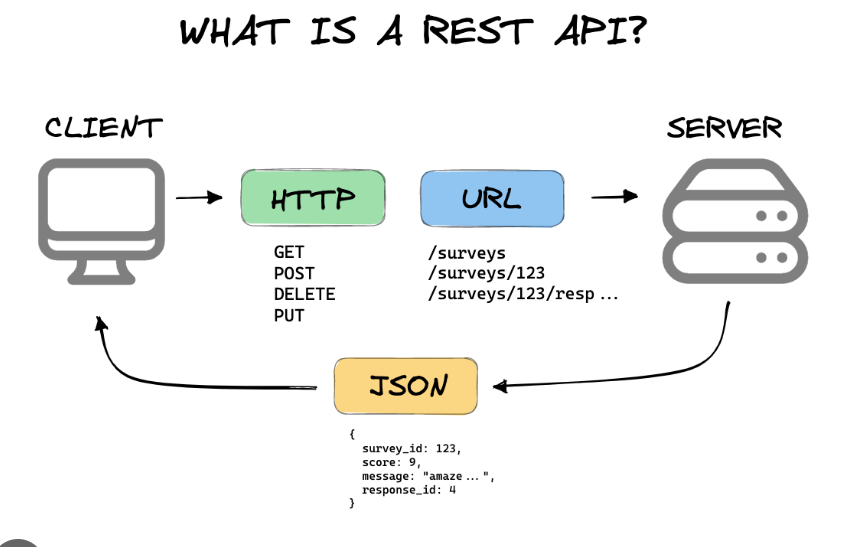 WHAT IS A REST API?
CLIENT
SERVER
HTTP
URL
GET
POST
DELETE
PUT
/surveys
/surveys/123
/surveys/123/resp...
JSON
{
survey_id: 123,
score: 9,
message: "amaze...",
response_id: 4
}